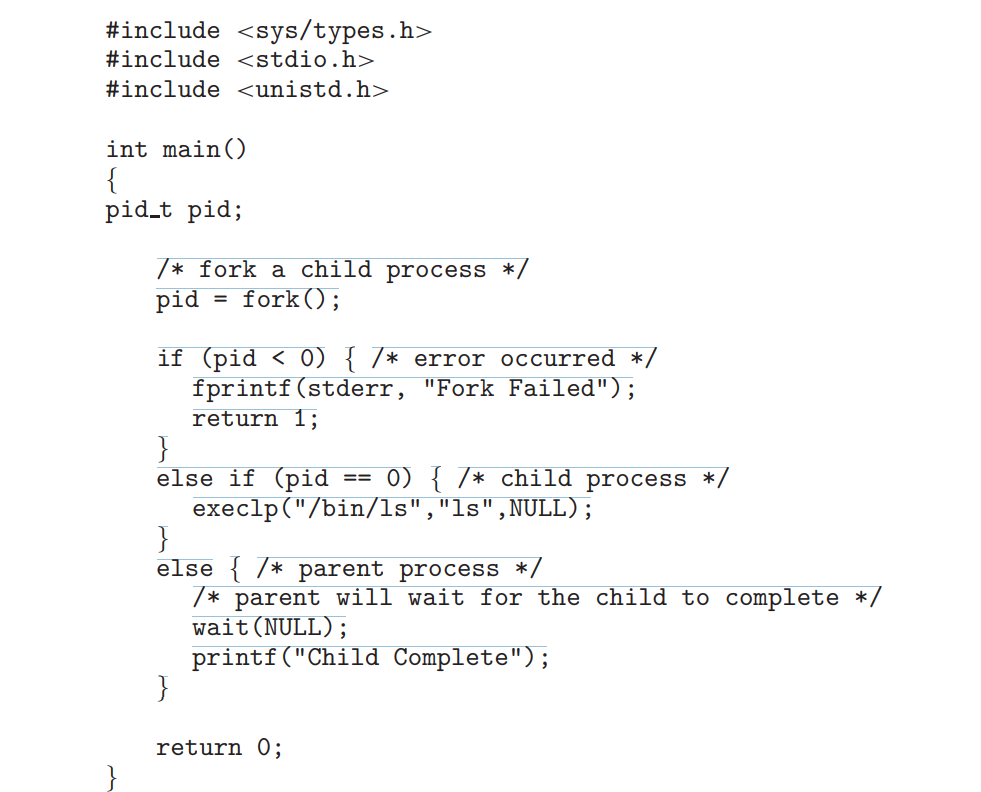 #include <sys/types.h>
#include <stdio.h>
#include <unistd.h>
int main()
{
pid_t pid;
/* fork a child process */
pid = fork();
if (pid < 0) { /* error occurred */
fprintf(stderr, "Fork Failed");
return 1;
}
else if (pid == 0) { /* child process */
execlp("/bin/ls","ls",NULL);
}
else { /* parent process */
/* parent will wait for the child to complete */
wait(NULL);
printf("Child Complete");
}
return 0;
}